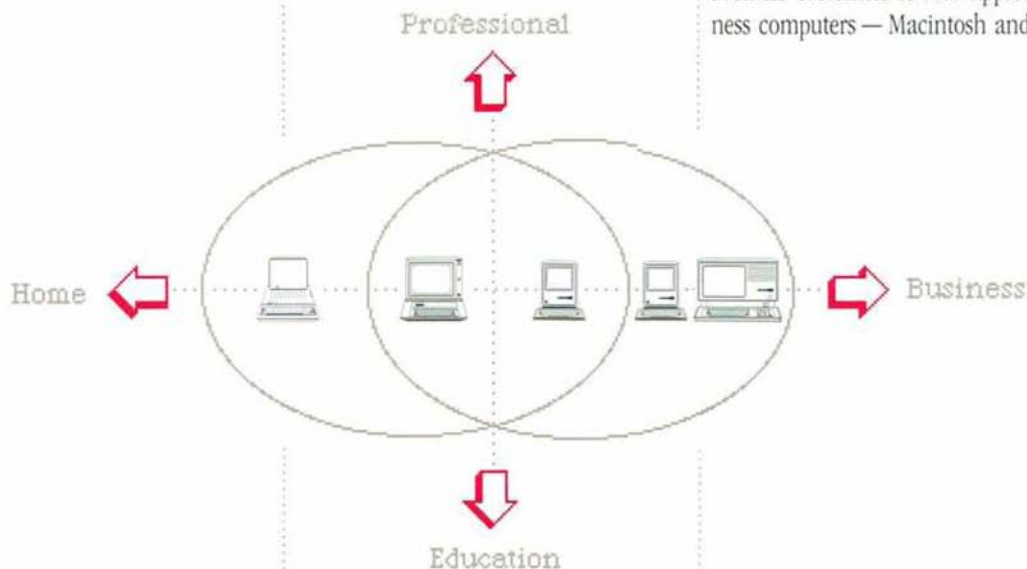 Professional
ness computers — Macintosh and
Home
Business
Education